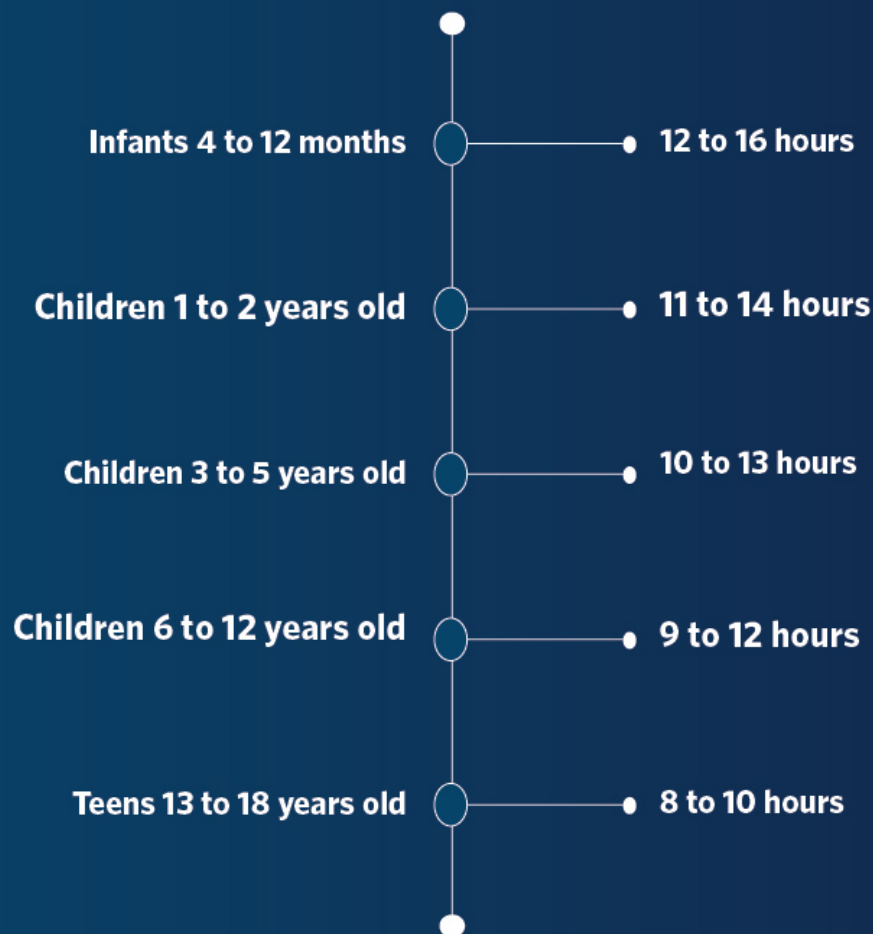 Infants 4 to 12 months
12 to 16 hours
Children 1 to 2 years old
11 to 14 hours
Children 3 to 5 years old
10 to 13 hours
Children 6 to 12 years old
9 to 12 hours
Teens 13 to 18 years old
8 to 10 hours